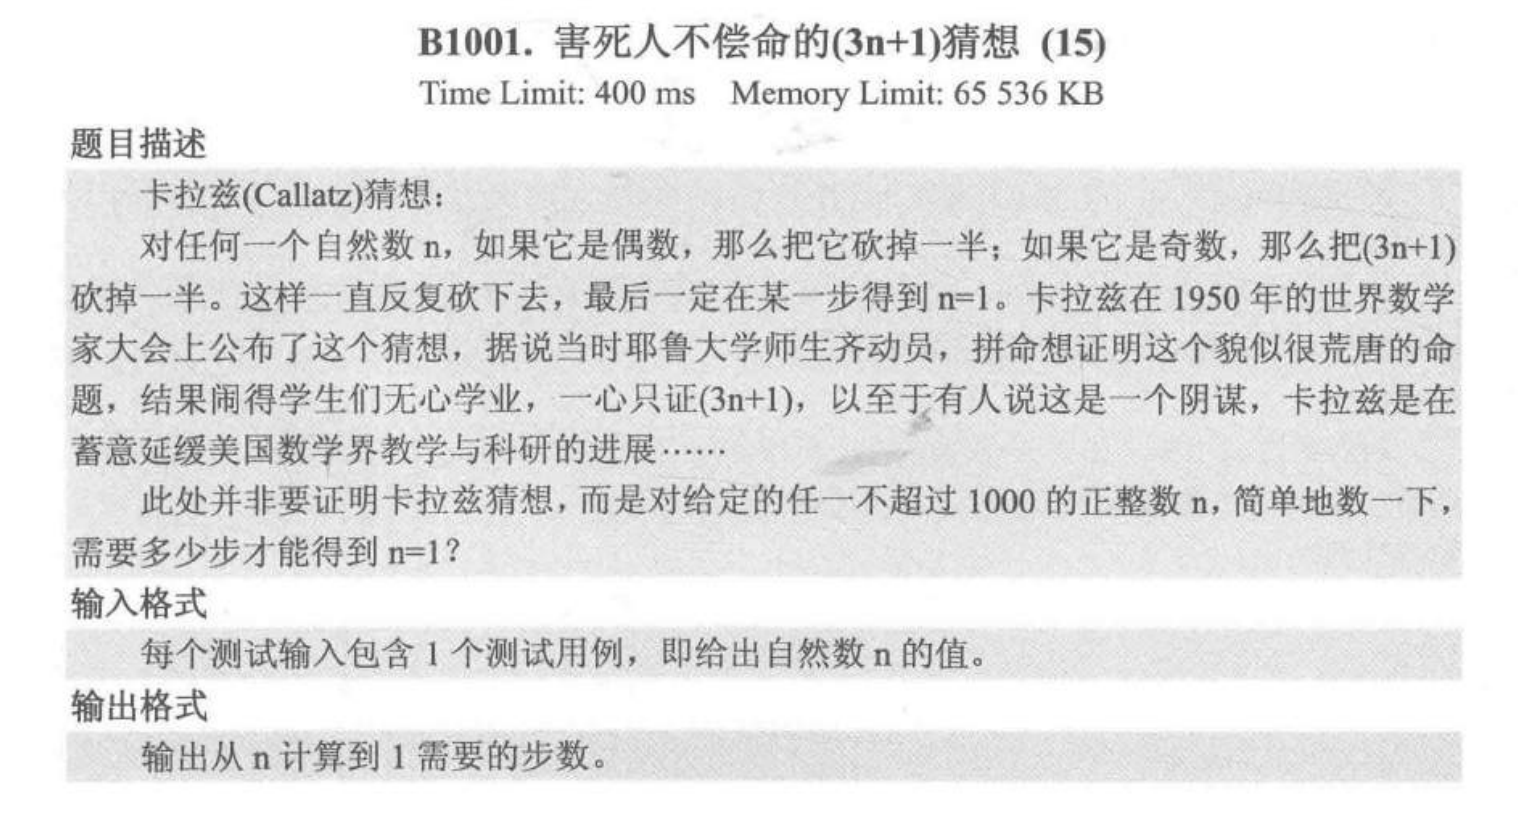 B1001. 害死人不偿命的(3n+1)猜想 (15)
Time Limit: 400 ms Memory Limit: 65 536 KB
题目描述
卡拉兹(Callatz)猜想：
对任何一个自然数 n，如果它是偶数，那么把它砍掉一半；如果它是奇数，那么把(3n+1)
砍掉一半。这样一直反复砍下去，最后一定在某一步得到 n=1。卡拉兹在 1950 年的世界数学
家大会上公布了这个猜想，据说当时耶鲁大学师生齐动员，拼命想证明这个貌似很荒唐的命
题，结果闹得学生们无心学业，一心只证(3n+1)，以至于有人说这是一个阴谋，卡拉兹是在
蓄意延缓美国数学界教学与科研的进展……
此处并非要证明卡拉兹猜想，而是对给定的任一不超过 1000 的正整数 n，简单地数一下，
需要多少步才能得到 n=1？
输入格式
每个测试输入包含 1 个测试用例，即给出自然数 n 的值。
输出格式
输出从 n 计算到 1 需要的步数。